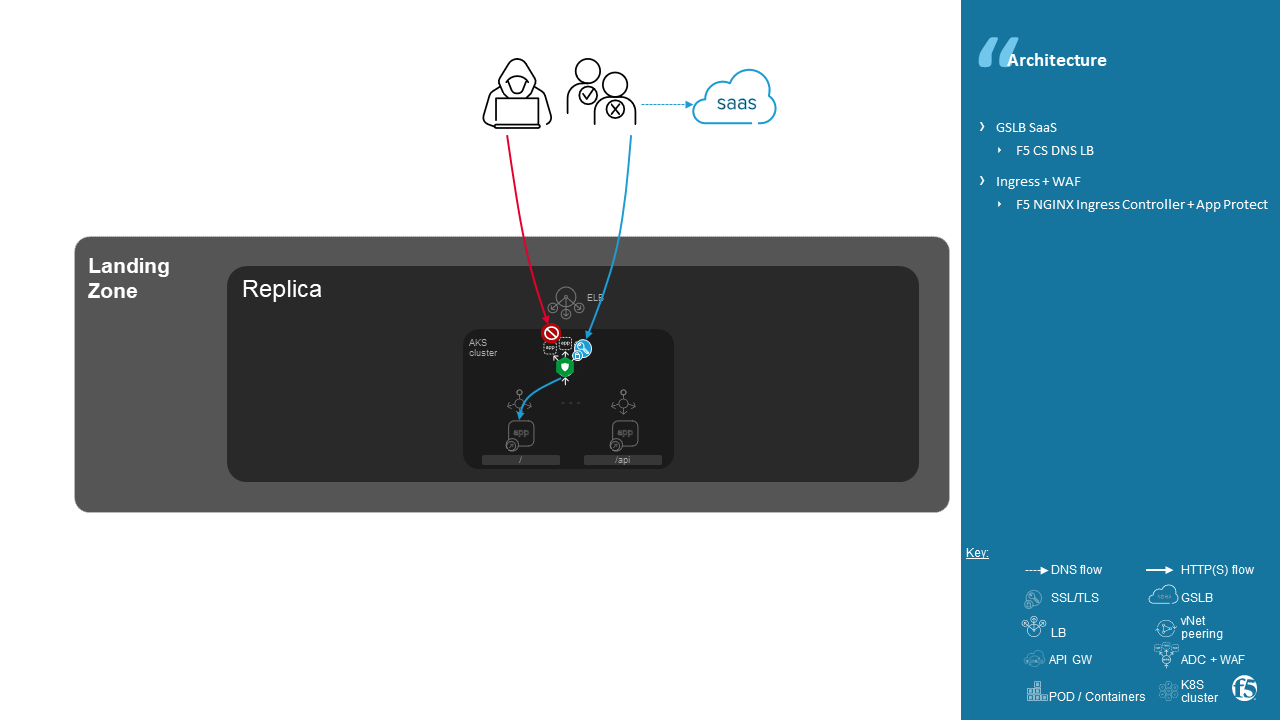 “Architecture
saas
GSLB SaaS
F5 CS DNS LB
Ingress + WAF
F5 NGINX Ingress Controller + App Protect
Landing
Zone
Replica
ELB
AKS
cluster
app
app
...
app
app
/
/api
Key:
DNS flow
HTTP(S) flow
SSL/TLS
GSLB
LB
vNet
peering
API GW
ADC + WAF
POD / Containers
K8S
cluster
f5